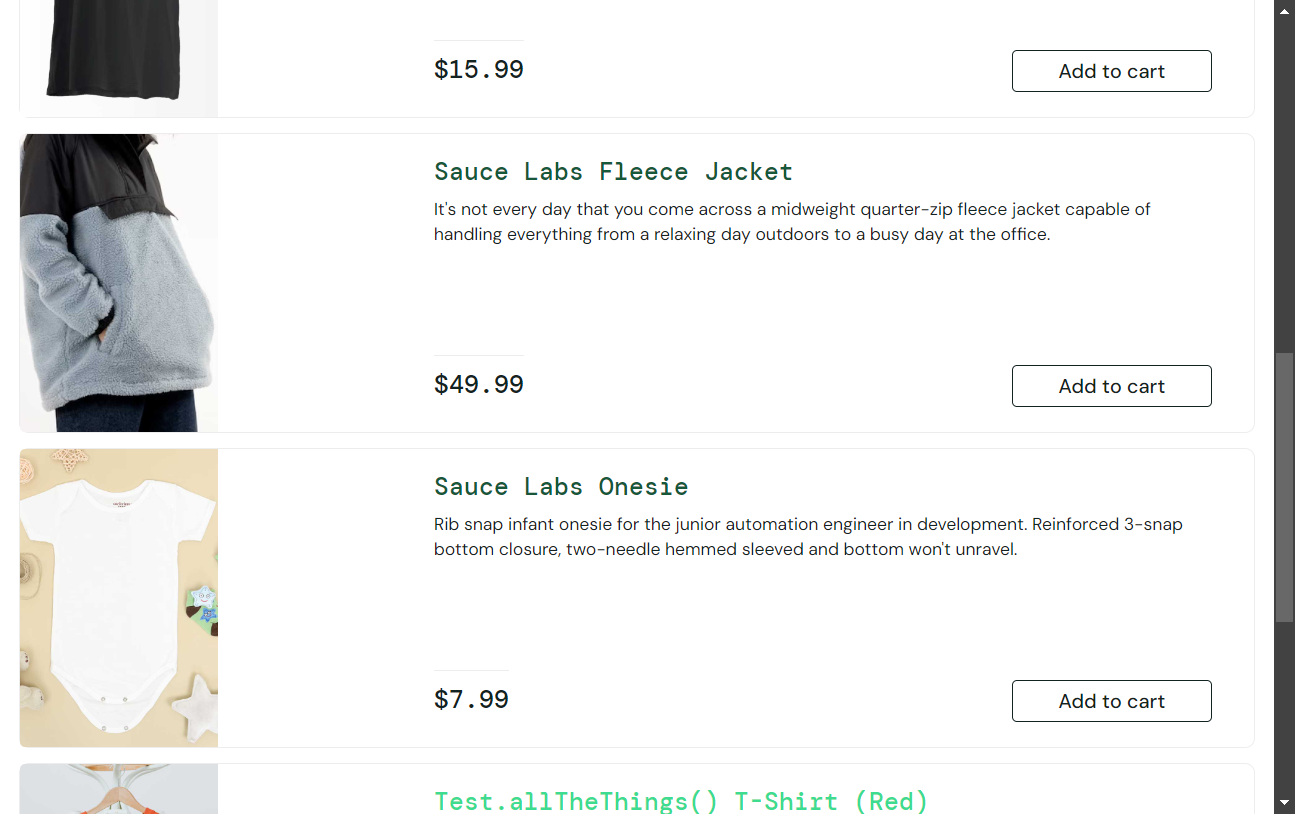 $15.99
Add to cart
Sauce Labs Fleece Jacket
It's not every day that you come across a midweight quarter-zip fleece jacket capable of
handling everything from a relaxing day outdoors to a busy day at the office.
$49.99
Add to cart
Sauce Labs Onesie
Rib snap infant onesie for the junior automation engineer in development. Reinforced 3-snap
bottom closure, two-needle hemmed sleeved and bottom won't unravel.
$7.99
Add to cart
Test.allTheThings() T-Shirt (Red)